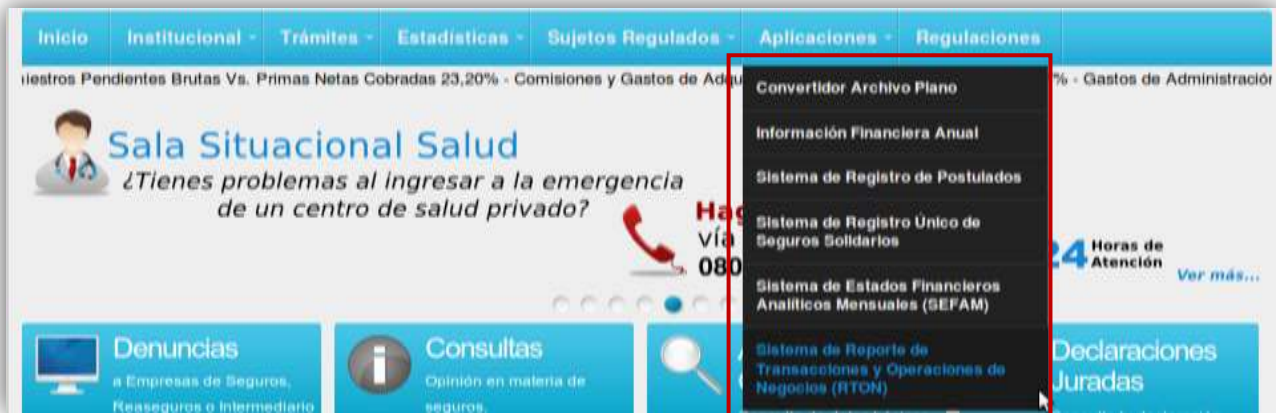 Inicio Institucional Trámites Estadísticas Sujetos Regulados Aplicaciones Regulaciones
Pendientes Brutas Vs. Primas Netas Cobradas 23,20% - Comisiones y Gastos de % - Gastos de Administración
Convertidor Archivo Plano
Información Financiera Anual
Sistema de Registro de Postulados
Sistema de Registro Único de
Seguros Solidarios
Sistema de Estados Financieros
Analíticos Mensuales (SEFAM)
Sistema de Reporte de
Transacciones y Operaciones de
Negocios (RTON)
Sala Situacional Salud
¿Tienes problemas al ingresar a la emergencia
de un centro de salud privado?
vía
080
24 Horas de
Atención
Ver más...
Denuncias
a Empresas de Seguros,
Reaseguros o Intermediario
Consultas
Opinión en materia de
seguros.
Declaraciones
Juradas